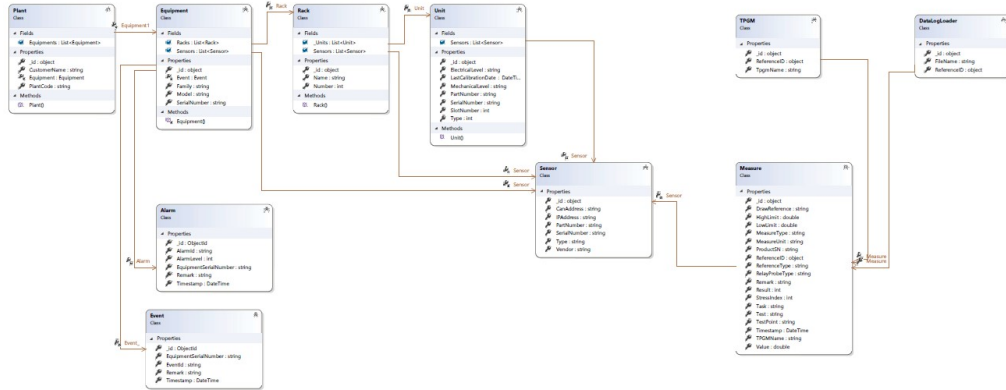 Plant
Class
Fields
Equipments : List<Equipment>
Properties
_id : object
CustomerName : string
Equipment : Equipment
PlantCode : string
Methods
Plant()
Equipment1
Equipment
Class
Fields
Racks : List<Rack>
Sensors : List<Sensor>
Properties
_id : object
Event : Event
Family : string
Model : string
SerialNumber : string
Methods
Equipment()
Rack
Rack
Class
Fields
_Units : List<Unit>
Sensors : List<Sensor>
Properties
_id : object
Name : string
Number : int
Methods
Rack()
Unit
Unit
Class
Fields
Sensors : List<Sensor>
Properties
_id : object
ElectricalLevel : string
LastCalibrationDate : DateTi...
MechanicalLevel : string
PartNumber : string
SerialNumber : string
SlotNumber : int
Type : int
Methods
Unit()
TPGM
Class
Properties
_id : object
ReferenceID : object
TpgmName : string
DataLogLoader
Class
Properties
_id : object
FileName : string
ReferenceID : object
Sensor
Sensor
Sensor
Sensor
Class
Properties
_id : object
CanAddress : string
IPAddress : string
PartNumber : string
SerialNumber : string
Type : string
Vendor : string
Sensor
Measure
Class
Properties
_id : object
DrawReference : string
HighLimit : double
LowLimit : double
MeasureType : string
MeasureUnit : string
ProductSN : string
ReferenceID : object
ReferenceType : string
RelayProbeType : string
Remark : string
Result : int
StressIndex : int
Task : string
Test : string
TestPoint : string
Timestamp : DateTime
TPGMName : string
Value : double
Measure
Measure
Alarm
Alarm
Class
Properties
_id : ObjectId
AlarmId : string
AlarmLevel : int
EquipmentSerialNumber : string
Remark : string
Timestamp : DateTime
Event_
Event
Class
Properties
_id : ObjectId
EquipmentSerialNumber : string
EventId : string
Remark : string
Timestamp : DateTime